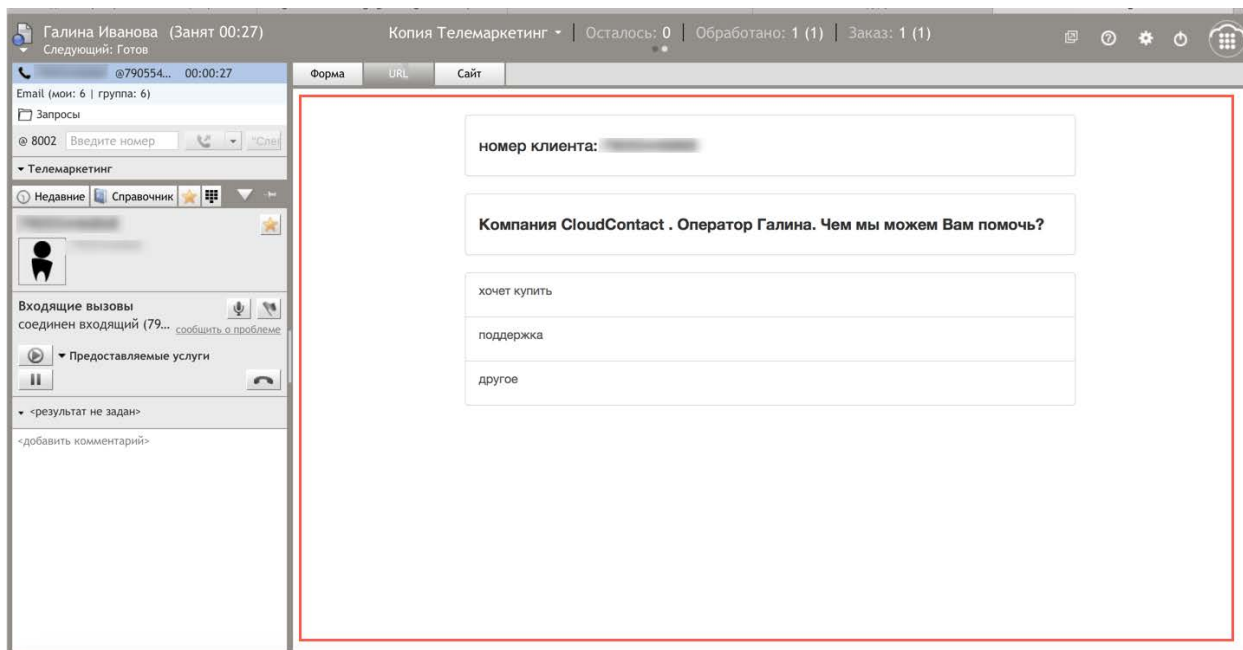 Галина Иванова (Занят 00:27)
Следующий: Готов
Копия Телемаркетинг
Осталось: 0
Обработано: 1 (1)
Заказ: 1 (1)
@790554... 00:00:27
Email (мои: 6 | группа: 6)
Запросы
@ 8002 Введите номер
Телемаркетинг
Недавние Справочник
Входящие вызовы
соединен входящий (79... сообщить о проблеме
Предоставляемые услуги
<результат не задан>
<добавить комментарий>
Форма URL Сайт
номер клиента:
Компания CloudContact . Оператор Галина. Чем мы можем Вам помочь?
хочет купить
поддержка
другое